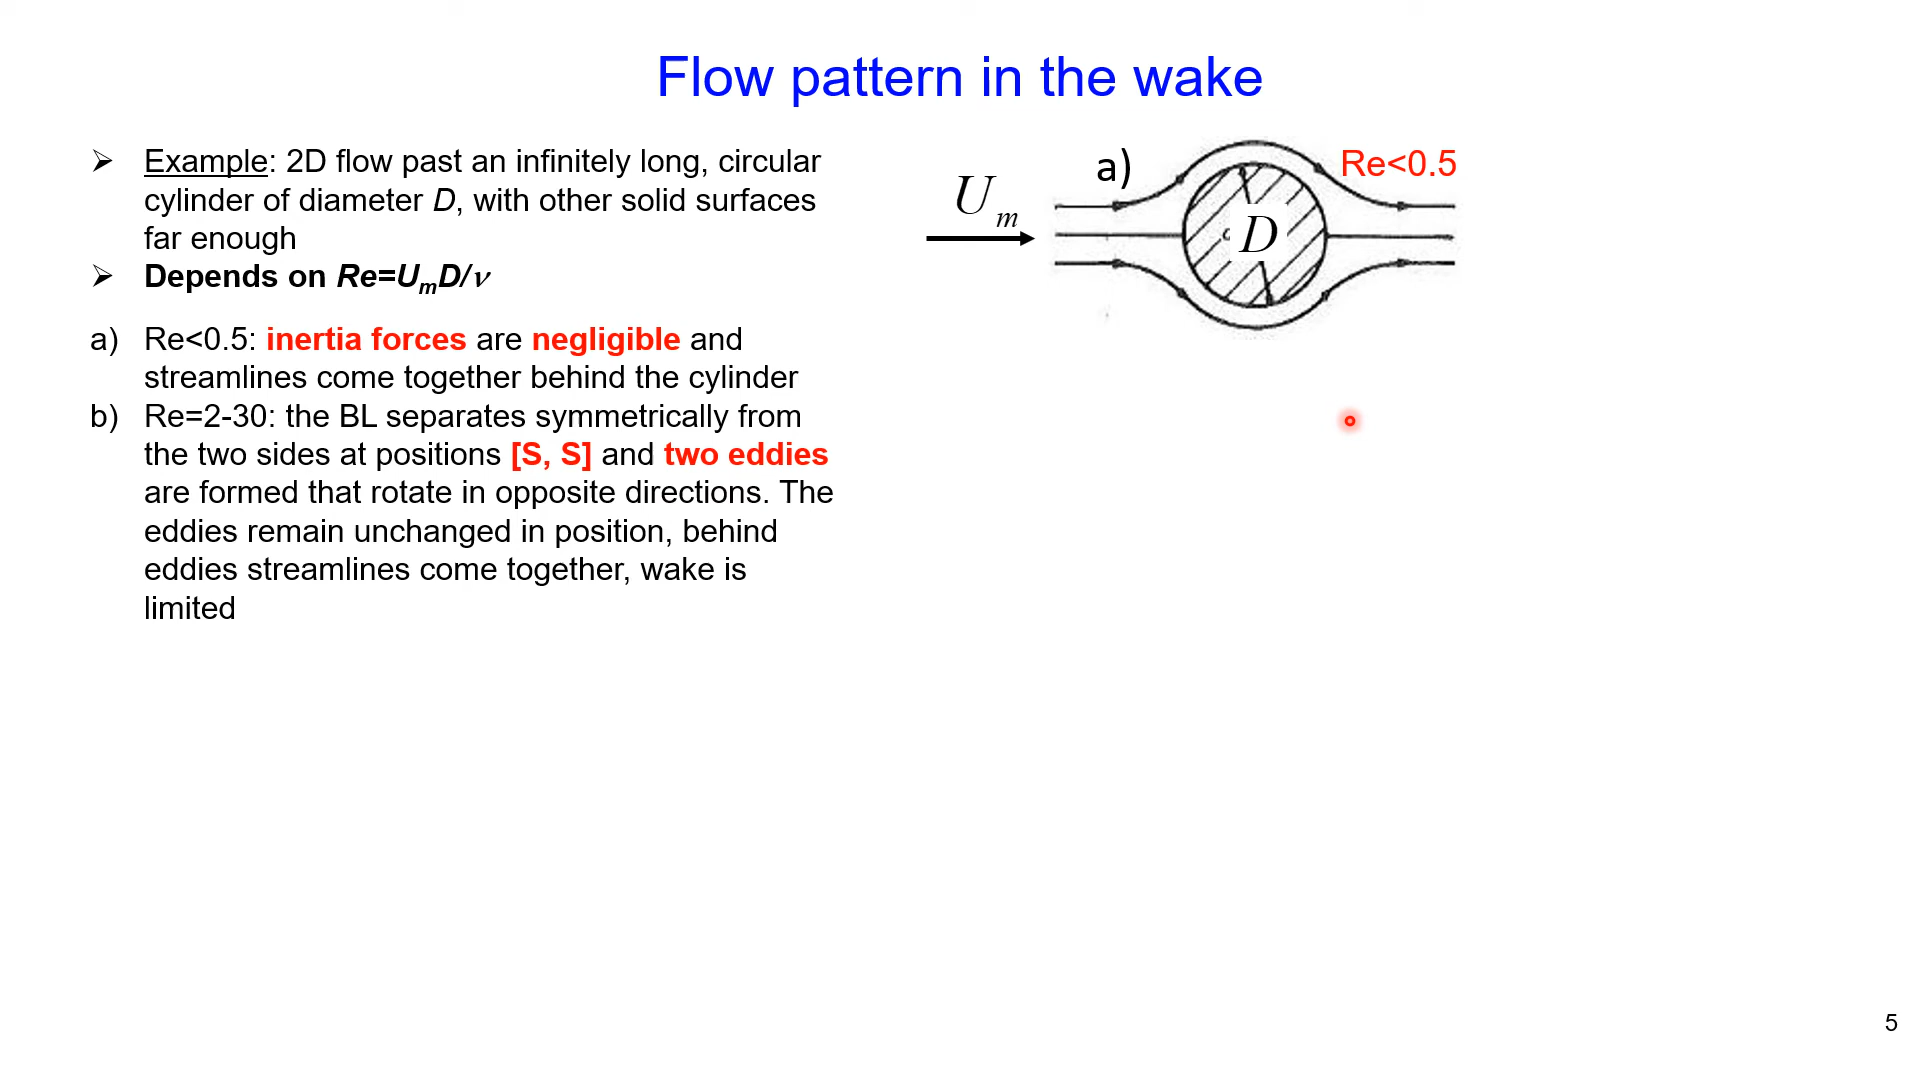 Flow pattern in the wake
➢ Example: 2D flow past an infinitely long, circular
cylinder of diameter D, with other solid surfaces
far enough
➢ Depends on Re=UmD/ν
a) Re<0.5: inertia forces are negligible and
streamlines come together behind the cylinder
b) Re=2-30: the BL separates symmetrically from
the two sides at positions [S, S] and two eddies
are formed that rotate in opposite directions. The
eddies remain unchanged in position, behind
eddies streamlines come together, wake is
limited
Um
a)
Re<0.5
D
5